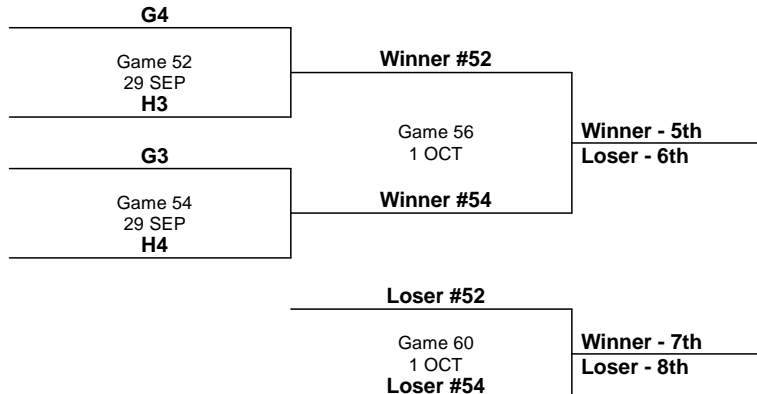 G4
Game 52
29 SEP
H3
Winner #52
Game 56
1 OCT
Winner - 5th
Loser - 6th
G3
Game 54
29 SEP
H4
Winner #54
Loser #52
Game 60
1 OCT
Loser #54
Winner - 7th
Loser - 8th